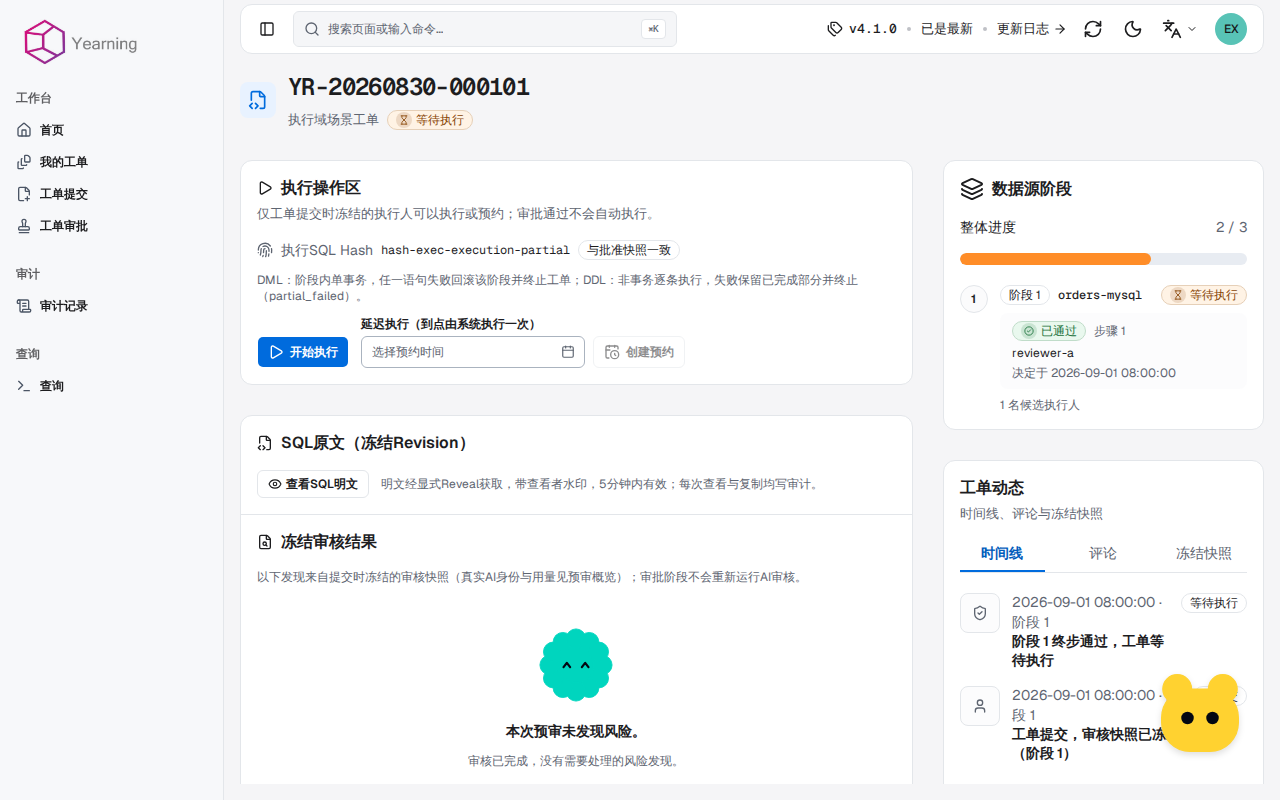 Yearning
搜索页面或输入命令...
⌘K
v4.1.0
已是最新
更新日志
EX
工作台
首页
我的工单
工单提交
工单审批
审计
审计记录
查询
查询
YR-20260830-000101
执行域场景工单
等待执行
执行操作区
仅工单提交时冻结的执行人可以执行或预约；审批通过不会自动执行。
执行SQL Hash hash-exec-execution-partial 与批准快照一致
DML：阶段内单事务，任一语句失败回滚该阶段并终止工单；DDL：非事务逐条执行，失败保留已完成部分并终止
（partial_failed）。
延迟执行（到点由系统执行一次）
开始执行
选择预约时间
创建预约
SQL原文（冻结Revision）
查看SQL明文
明文经显式Reveal获取，带查看者水印，5分钟内有效；每次查看与复制均写审计。
冻结审核结果
以下发现来自提交时冻结的审核快照（真实AI身份与用量见预审概览）；审批阶段不会重新运行AI审核。
本次预审未发现风险。
审核已完成，没有需要处理的风险发现。
数据源阶段
整体进度
2 / 3
1
阶段 1
orders-mysql
等待执行
已通过
步骤 1
reviewer-a
决定于 2026-09-01 08:00:00
1 名候选执行人
工单动态
时间线、评论与冻结快照
时间线
评论
冻结快照
2026-09-01 08:00:00 ·
阶段 1
等待执行
阶段 1 终步通过，工单等
待执行
2026-09-01 08:00:00 ·
段 1
工单提交，审核快照已冻
（阶段 1）